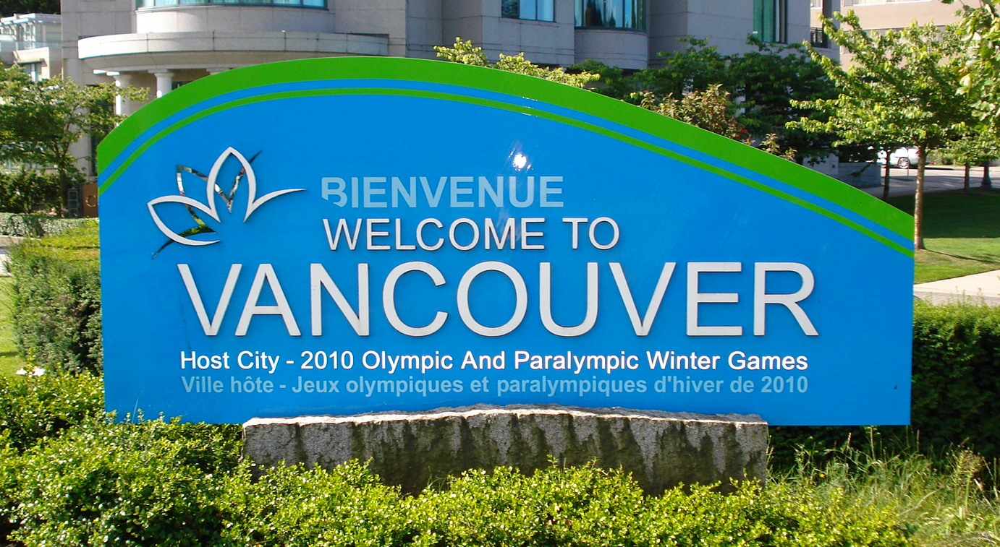 BIENVENUE
WELCOME TO
VANCOUVER
Host City - 2010 Olympic And Paralympic Winter Games
Ville hôte - Jeux olympiques et paralympiques d'hiver de 2010